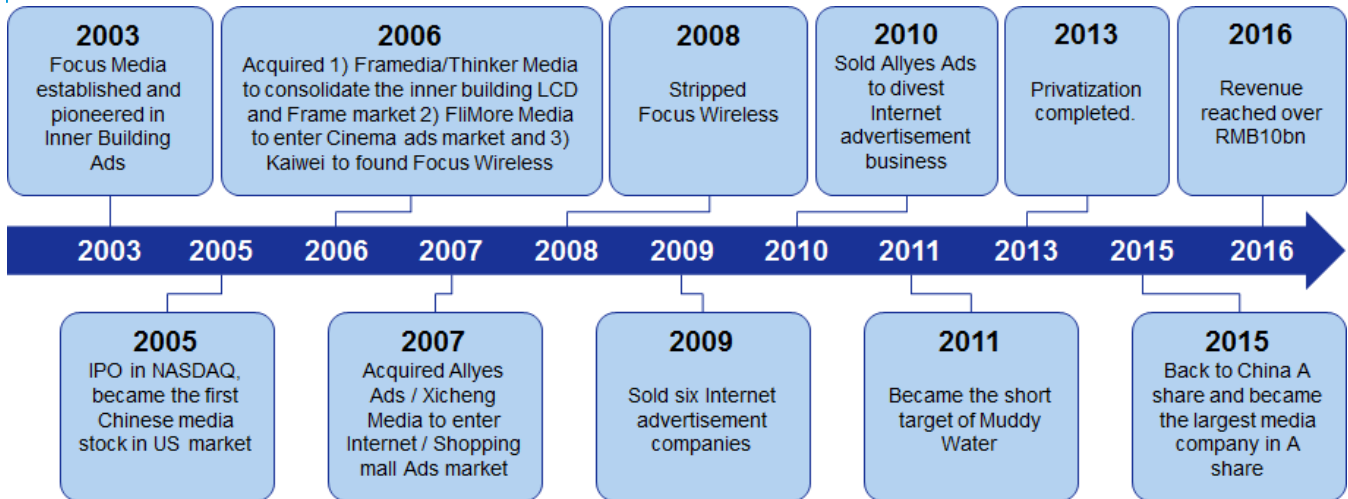 2003
Focus Media
established and
pioneered in
Inner Building
Ads
2006
Acquired 1) Framedia/Thinker Media
to consolidate the inner building LCD
and Frame market 2) FliMore Media
to enter Cinema ads market and 3)
Kaiwei to found Focus Wireless
2008
Stripped
Focus Wireless
2010
Sold Allyes Ads
to divest
Internet
advertisement
business
2013
Privatization
completed.
2016
Revenue
reached over
RMB10bn
2003 2005 2006 2007 2008 2009 2010 2011 2013 2015 2016
2005
IPO in NASDAQ,
became the first
Chinese media
stock in US market
2007
Acquired Allyes
Ads / Xicheng
Media to enter
Internet / Shopping
mall Ads market
2009
Sold six Internet
advertisement
companies
2011
Became the short
target of Muddy
Water
2015
Back to China A
share and became
the largest media
company in A
share